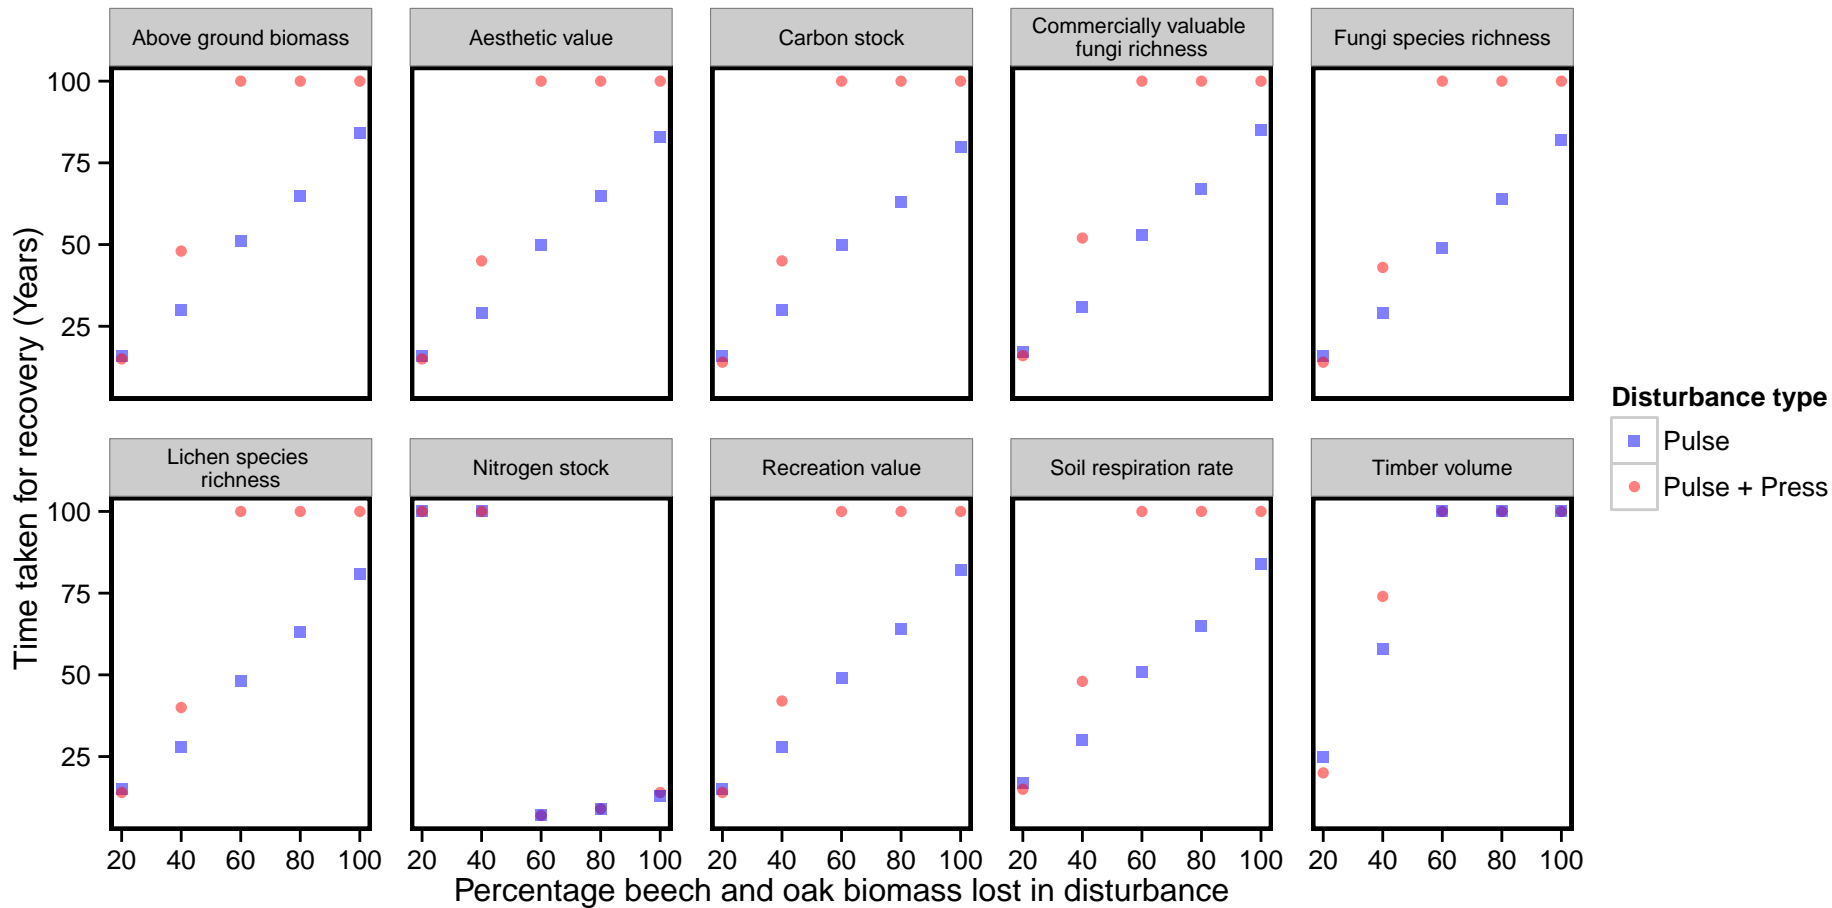 Above ground biomass
Aesthetic value
Carbon stock
Commercially valuable
fungi richness
Fungi species richness
100
75
50
25
Time taken for recovery (Years)
Lichen species
richness
Nitrogen stock
Recreation value
Soil respiration rate
Timber volume
100
75
50
25
20 40 60 80 100
20 40 60 80 100
20 40 60 80 100
20 40 60 80 100
20 40 60 80 100
Percentage beech and oak biomass lost in disturbance
Disturbance type
Pulse
Pulse + Press